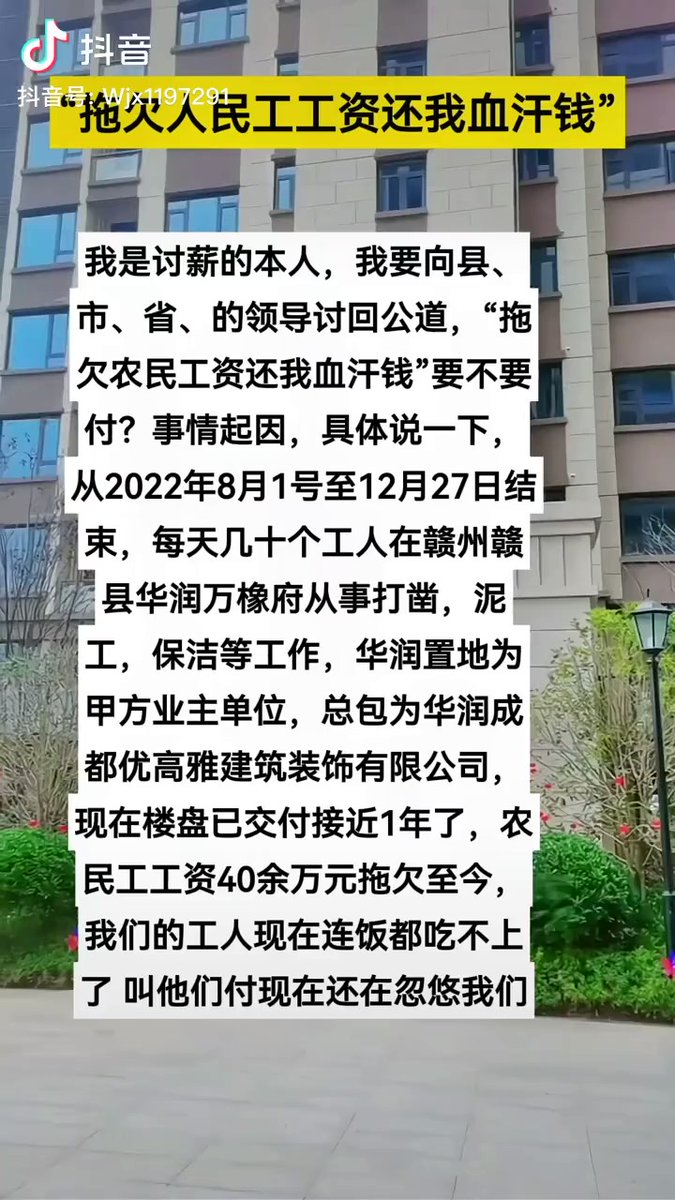 抖音
抖音号: Wjx1197291
“拖欠人民工工资还我血汗钱”
我是讨薪的本人，我要向县、
市、省、的领导讨回公道，“拖
欠农民工资还我血汗钱”要不要
付？事情起因，具体说一下，
从2022年8月1号至12月27日结
束，每天几十个工人在赣州赣
县华润万橡府从事打凿，泥
工，保洁等工作，华润置地为
甲方业主单位，总包为华润成
都优高雅建筑装饰有限公司，
现在楼盘已交付接近1年了，农
民工工资40余万元拖欠至今，
我们的工人现在连饭都吃不上
了 叫他们付现在还在忽悠我们